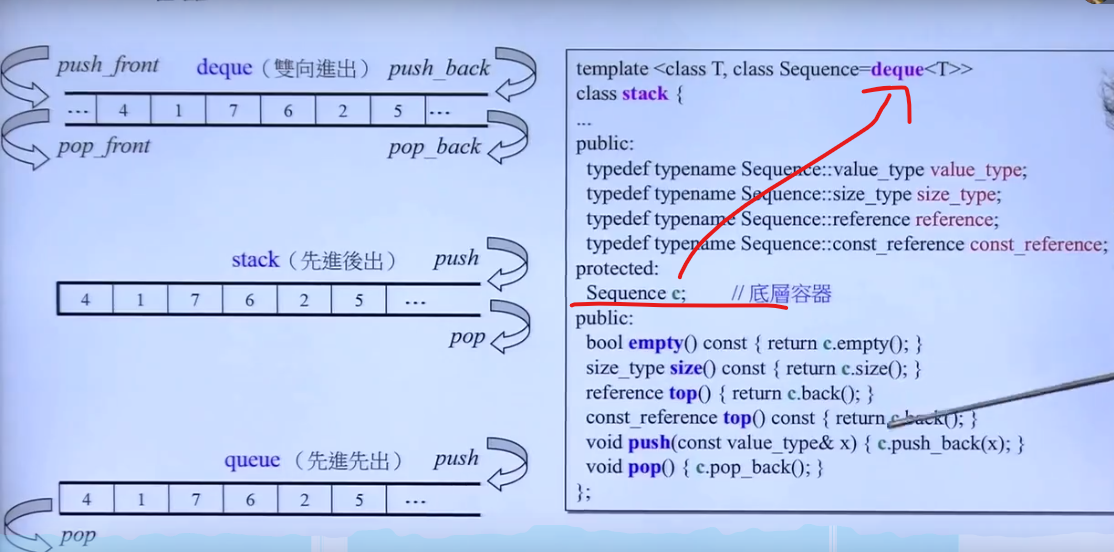 push_front deque（雙向進出） push_back
... 4 1 7 6 2 5 ...
pop_front pop_back
stack（先進後出） push
4 1 7 6 2 5 ...
pop
queue（先進先出） push
4 1 7 6 2 5 ...
pop
template <class T, class Sequence=deque<T>>
class stack {
...
public:
typedef typename Sequence::value_type value_type;
typedef typename Sequence::size_type size_type;
typedef typename Sequence::reference reference;
typedef typename Sequence::const_reference const_reference;
protected:
Sequence c; // 底層容器
public:
bool empty() const { return c.empty(); }
size_type size() const { return c.size(); }
reference top() { return c.back(); }
const_reference top() const { return c.back(); }
void push(const value_type& x) { c.push_back(x); }
void pop() { c.pop_back(); }
};